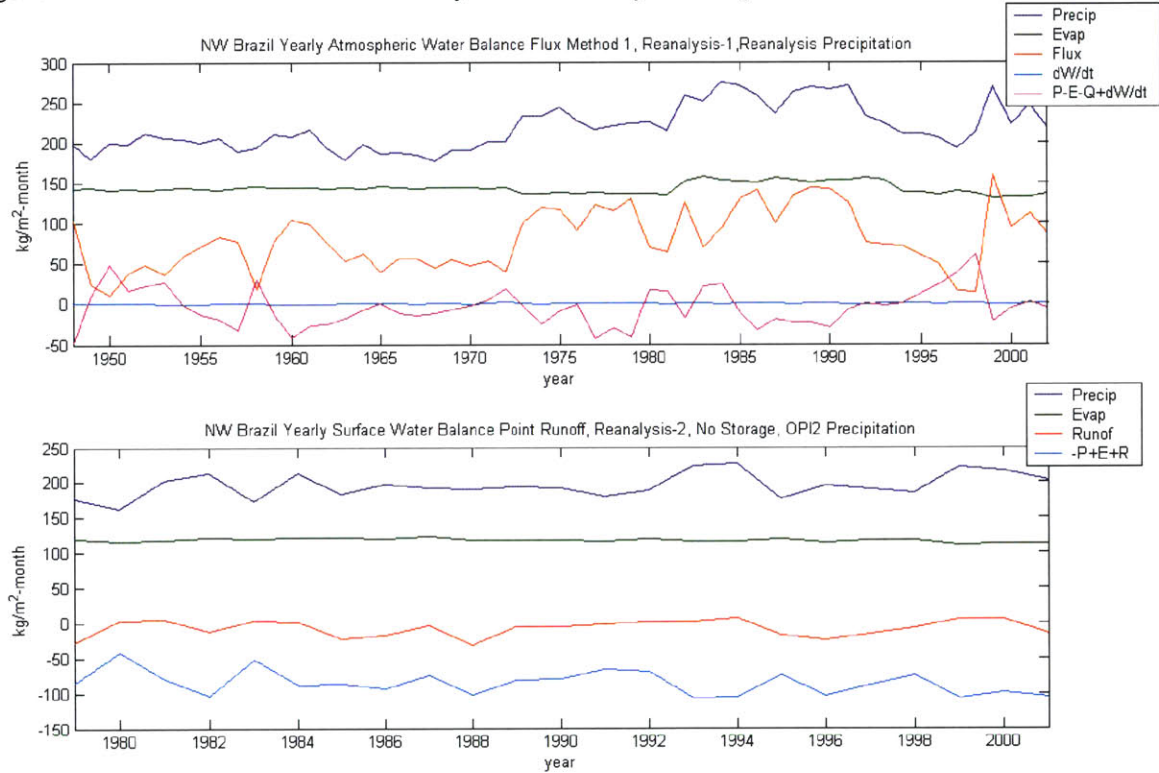 NW Brazil Yearly Atmospheric Water Balance Flux Method 1, Reanalysis-1,Reanalysis Precipitation
Precip
Evap
Flux
dW/dt
P-E-Q+dW/dt
300
250
200
150
100
50
0
-50
kg/m²-month
1950 1955 1960 1965 1970 1975 1980 1985 1990 1995 2000
year
NW Brazil Yearly Surface Water Balance Point Runoff, Reanalysis-2, No Storage, OPI2 Precipitation
Precip
Evap
Runof
-P+E+R
250
200
150
100
50
0
-50
-100
-150
kg/m²-month
1980 1982 1984 1986 1988 1990 1992 1994 1996 1998 2000
year